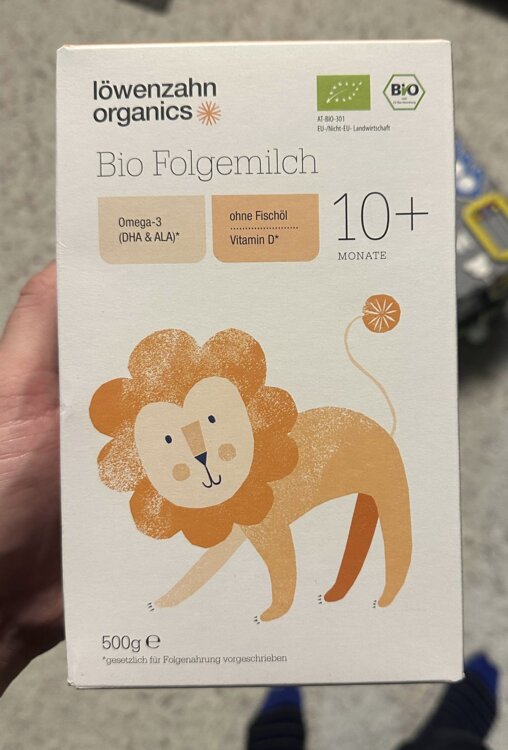 löwenzahn
organics
BIO
AT-BIO-301
EU-/Nicht-EU- Landwirtschaft
Bio Folgemilch
Omega-3
(DHA & ALA)*
ohne Fischöl
Vitamin D*
10+
MONATE
500g ℮
*gesetzlich für Folgenahrung vorgeschrieben